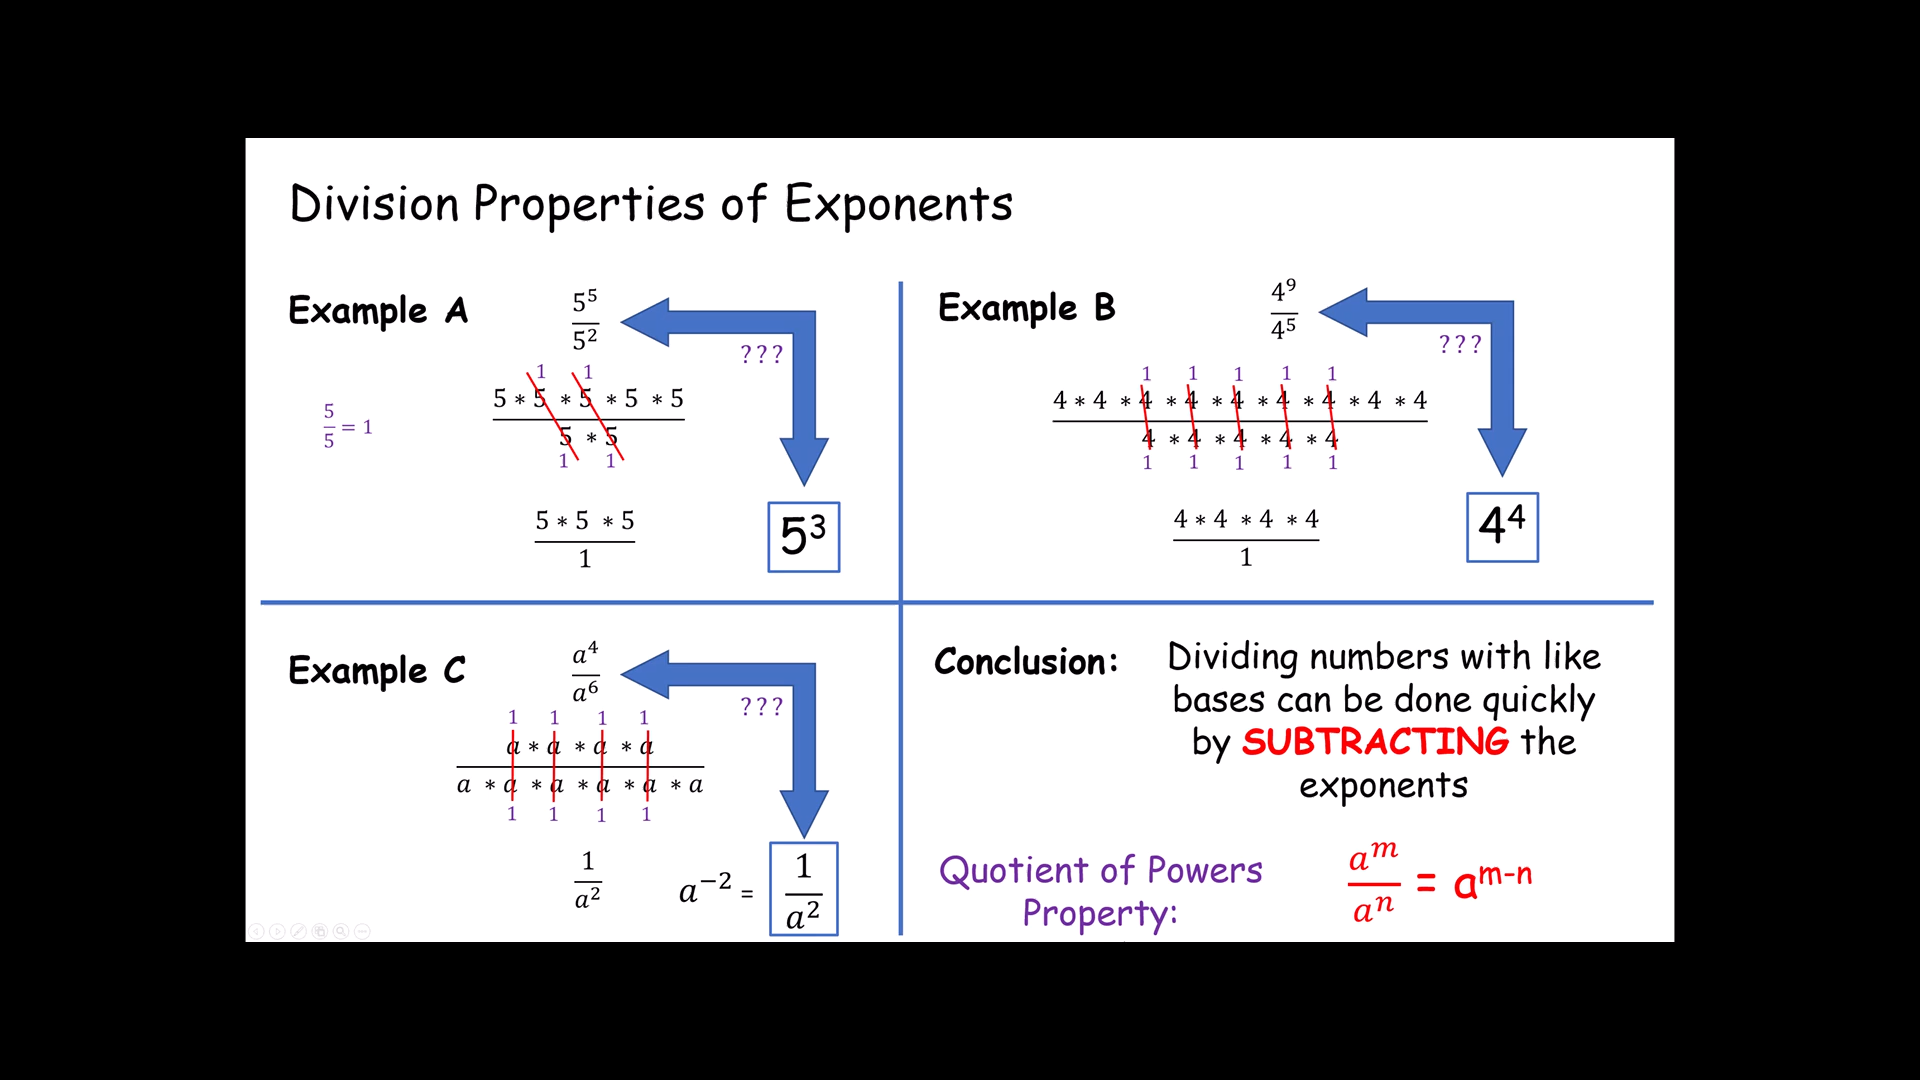 Division Properties of Exponents
Example A
5⁵
5²
???
1 1
5 * 5 * 5 * 5 * 5
5 * 5
1 1
5
5
= 1
5 * 5 * 5
1
5³
Example B
4⁹
4⁵
???
1 1 1 1 1
4 * 4 * 4 * 4 * 4 * 4 * 4 * 4 * 4
4 * 4 * 4 * 4 * 4
1 1 1 1 1
4 * 4 * 4 * 4
1
4⁴
Example C
a⁴
a⁶
???
1 1 1 1
a * a * a * a
a * a * a * a * a * a
1 1 1 1
1
a²
a⁻² =
1
a²
Conclusion:
Dividing numbers with like
bases can be done quickly
by SUBTRACTING the
exponents
Quotient of Powers
Property:
aᵐ
aⁿ
= aᵐ⁻ⁿ